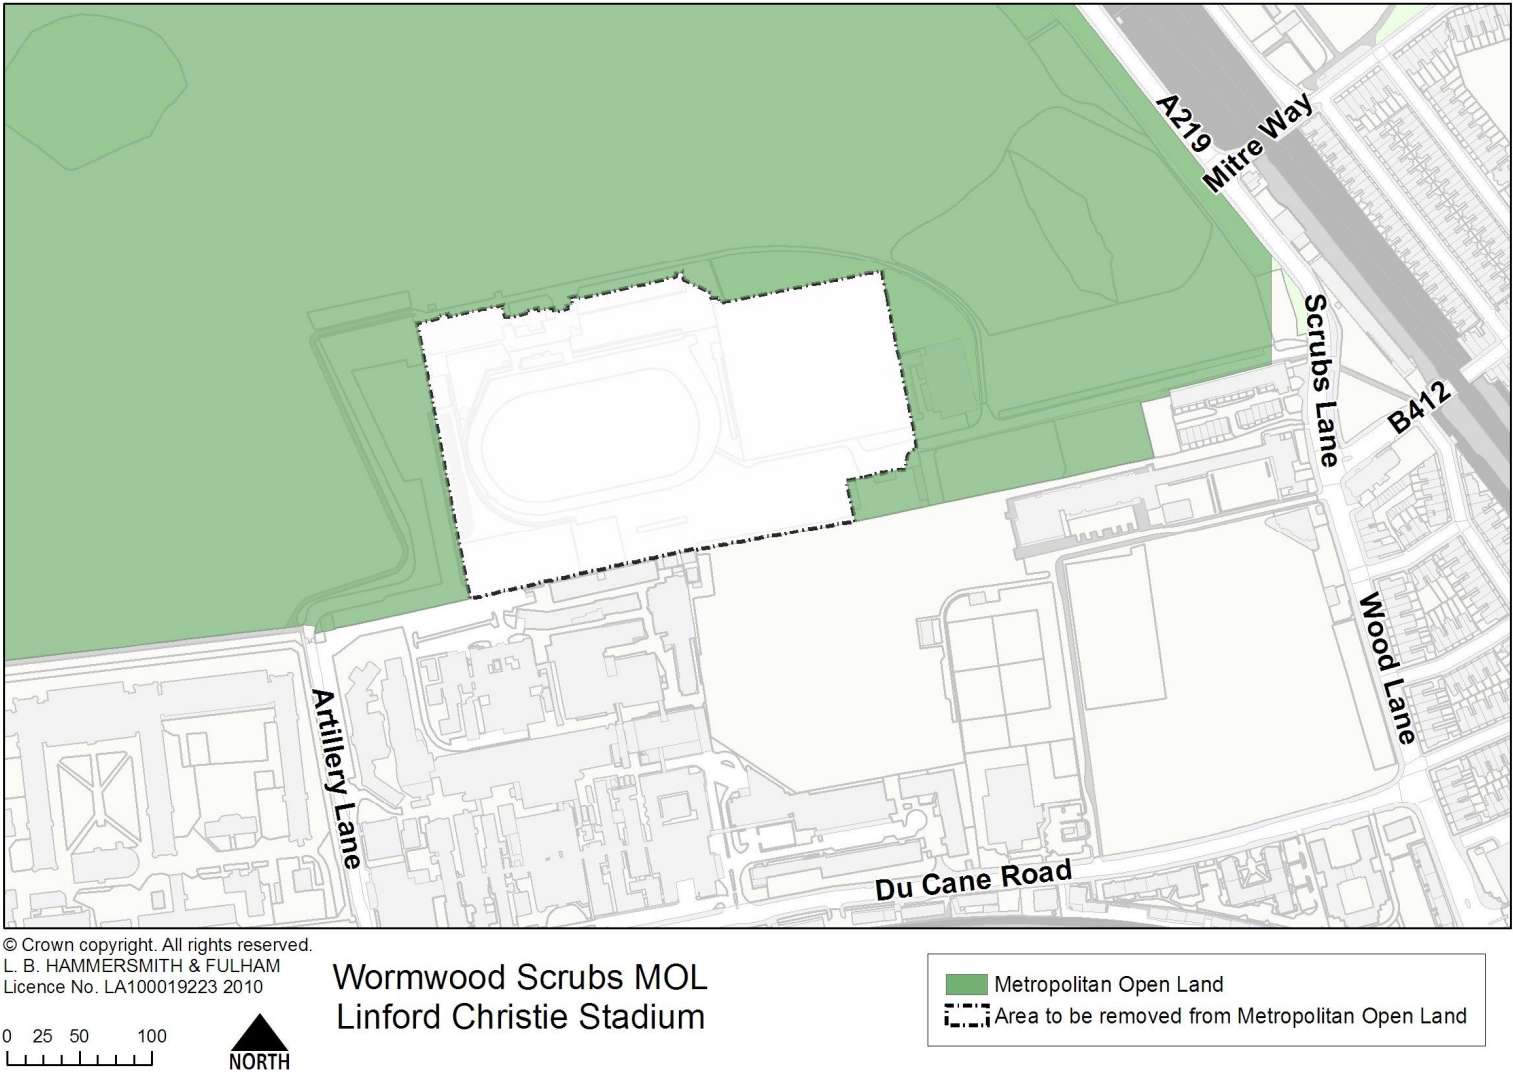 A219
Mitre Way
Scrubs Lane
B412
Wood Lane
Artillery Lane
Du Cane Road
© Crown copyright. All rights reserved.
L. B. HAMMERSMITH & FULHAM
Licence No. LA100019223 2010
0 25 50 100
NORTH
Wormwood Scrubs MOL
Linford Christie Stadium
Metropolitan Open Land
Area to be removed from Metropolitan Open Land